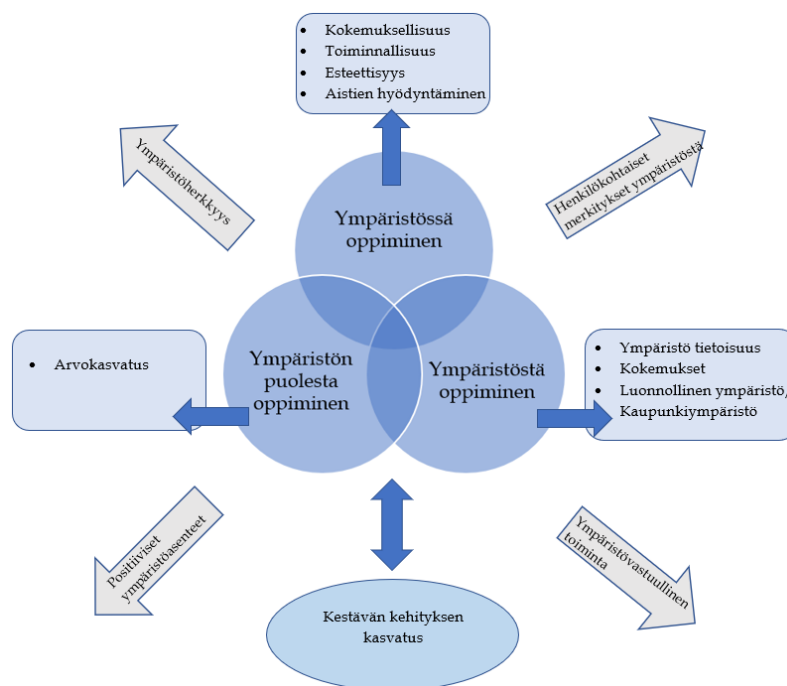 • Kokemuksellisuus
• Toiminnallisuus
• Esteettisyys
• Aistien hyödyntäminen
Ympäristöherkkyys
Henkilökohtaiset
merkitykset ympäristöstä
Ympäristössä
oppiminen
• Arvokasvatus
Ympäristön
puolesta
oppiminen
Ympäristöstä
oppiminen
• Ympäristö tietoisuus
• Kokemukset
• Luonnollinen ympäristö,
Kaupunkiympäristö
Positiiviset
ympäristöasenteet
Ympäristövastuullinen
toiminta
Kestävän kehityksen
kasvatus